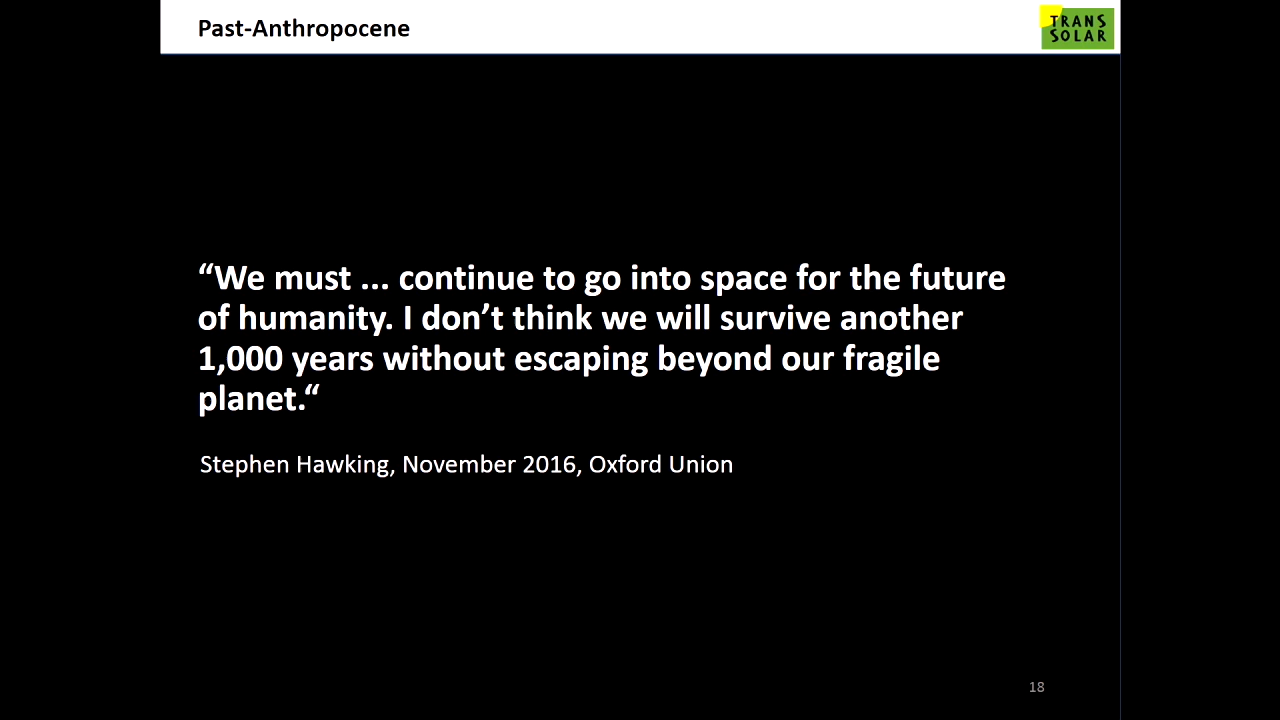 Past-Anthropocene
TRANS
SOLAR
“We must ... continue to go into space for the future
of humanity. I don’t think we will survive another
1,000 years without escaping beyond our fragile
planet.“
Stephen Hawking, November 2016, Oxford Union
18